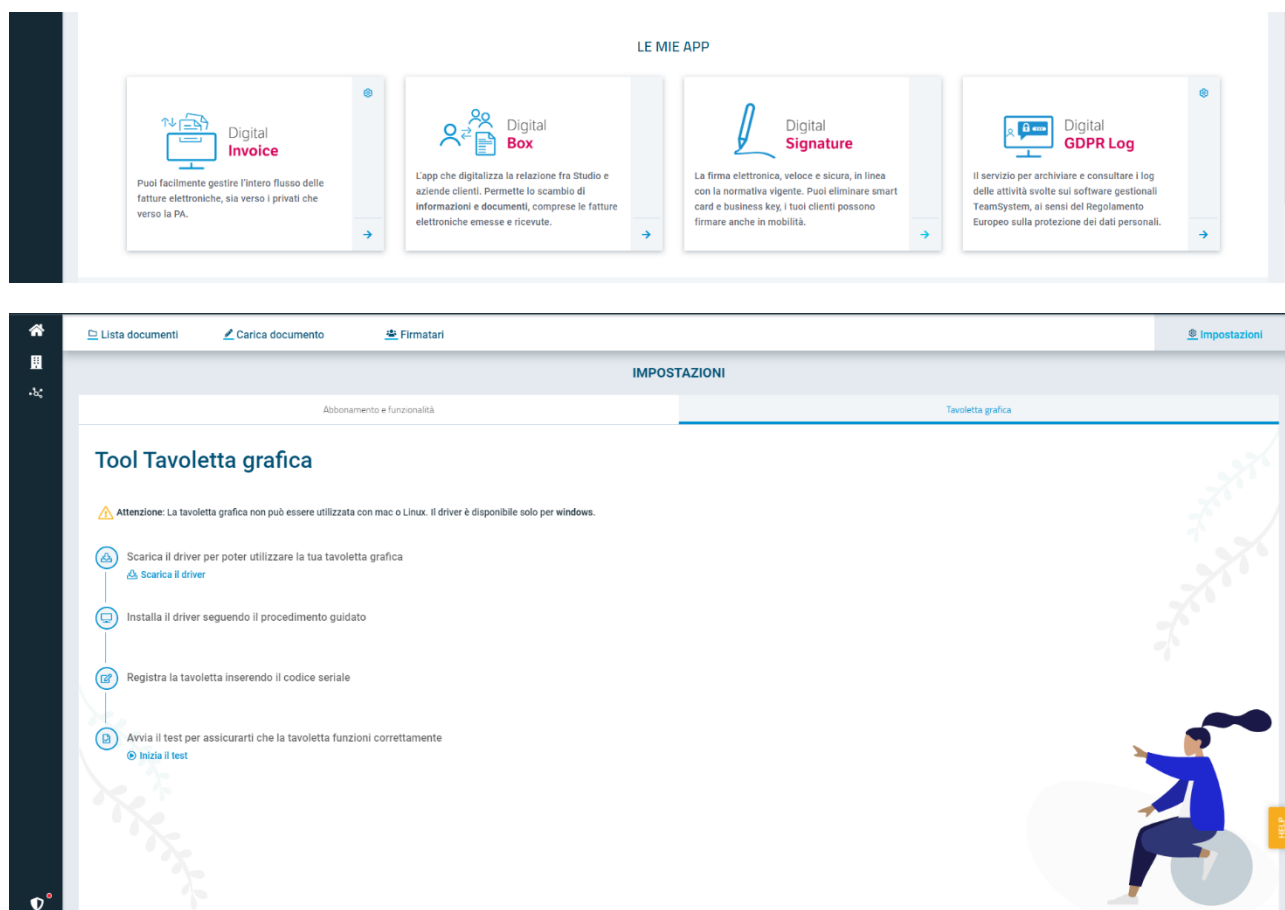 LE MIE APP
Digital
Invoice
Puoi facilmente gestire l'intero flusso delle
fatture elettroniche, sia verso i privati che
verso la PA.
Digital
Box
L'app che digitalizza la relazione fra Studio e
aziende clienti. Permette lo scambio di
informazioni e documenti, comprese le fatture
elettroniche emesse e ricevute.
Digital
Signature
La firma elettronica, veloce e sicura, in linea
con la normativa vigente. Puoi eliminare smart
card e business key, i tuoi clienti possono
firmare anche in mobilità.
Digital
GDPR Log
Il servizio per archiviare e consultare i log
delle attività svolte sui software gestionali
TeamSystem, ai sensi del Regolamento
Europeo sulla protezione dei dati personali.
Lista documenti
Carica documento
Firmatari
Impostazioni
IMPOSTAZIONI
Abbonamento e funzionalità
Tavoletta grafica
Tool Tavoletta grafica
Attenzione: La tavoletta grafica non può essere utilizzata con mac o Linux. Il driver è disponibile solo per windows.
Scarica il driver per poter utilizzare la tua tavoletta grafica
Scarica il driver
Installa il driver seguendo il procedimento guidato
Registra la tavoletta inserendo il codice seriale
Avvia il test per assicurarti che la tavoletta funzioni correttamente
Inizia il test
HELP